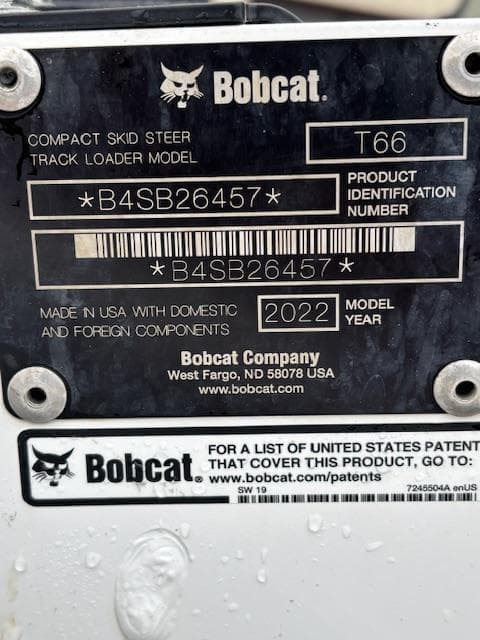 Bobcat.
COMPACT SKID STEER
TRACK LOADER MODEL
T66
*B4SB26457*
PRODUCT
IDENTIFICATION
NUMBER
*B4SB26457*
MADE IN USA WITH DOMESTIC
AND FOREIGN COMPONENTS
2022
MODEL
YEAR
Bobcat Company
West Fargo, ND 58078 USA
www.bobcat.com
Bobcat.
FOR A LIST OF UNITED STATES PATENT
THAT COVER THIS PRODUCT, GO TO:
www.bobcat.com/patents
SW 19
7245504A enUS